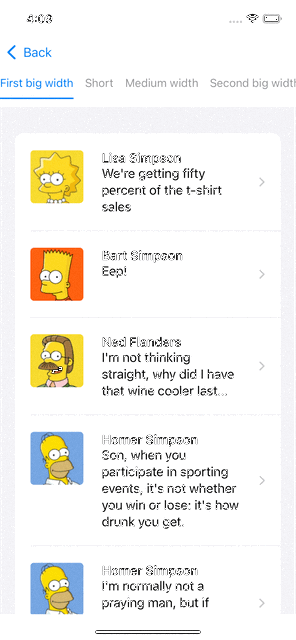 4:03
Back
First big width Short Medium width Second big width
Lisa Simpson
We're getting fifty
percent of the t-shirt
sales
Bart Simpson
Eep!
Ned Flanders
I'm not thinking
straight, why did I have
that wine cooler last...
Homer Simpson
Son, when you
participate in sporting
events, it's not whether
you win or lose: it's how
drunk you get.
Homer Simpson
I'm normally not a
praying man, but if